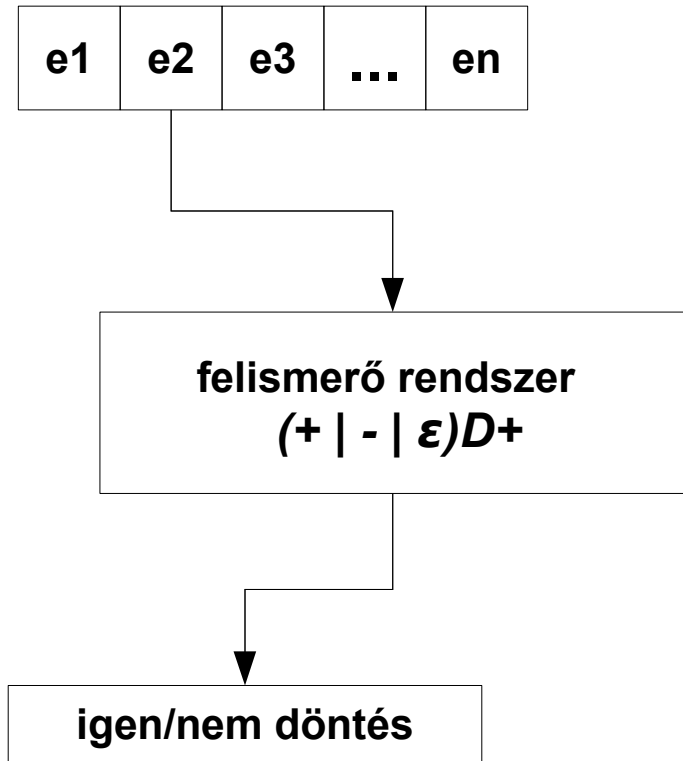 e1 e2 e3 ... en
felismerő rendszer
(+ | - | ε)D+
igen/nem döntés